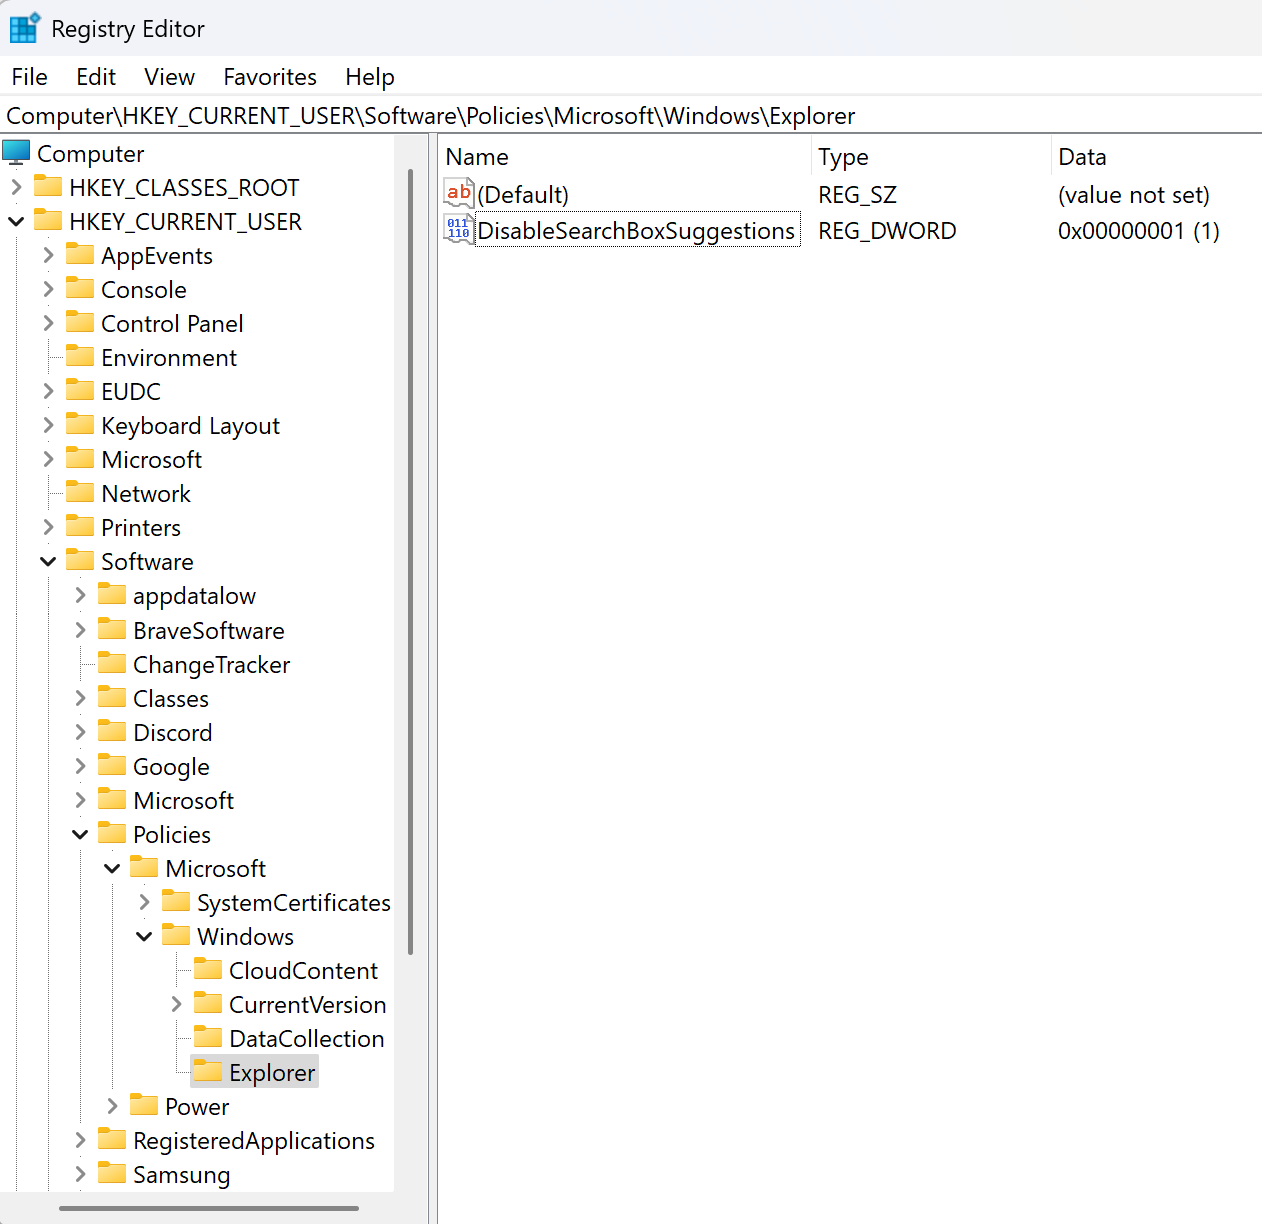 Registry Editor
File Edit View Favorites Help
Computer\HKEY_CURRENT_USER\Software\Policies\Microsoft\Windows\Explorer
Computer
HKEY_CLASSES_ROOT
HKEY_CURRENT_USER
AppEvents
Console
Control Panel
Environment
EUDC
Keyboard Layout
Microsoft
Network
Printers
Software
appdatalow
BraveSoftware
ChangeTracker
Classes
Discord
Google
Microsoft
Policies
Microsoft
SystemCertificates
Windows
CloudContent
CurrentVersion
DataCollection
Explorer
Power
RegisteredApplications
Samsung
Name Type Data
ab (Default) REG_SZ (value not set)
011 110 DisableSearchBoxSuggestions REG_DWORD 0x00000001 (1)